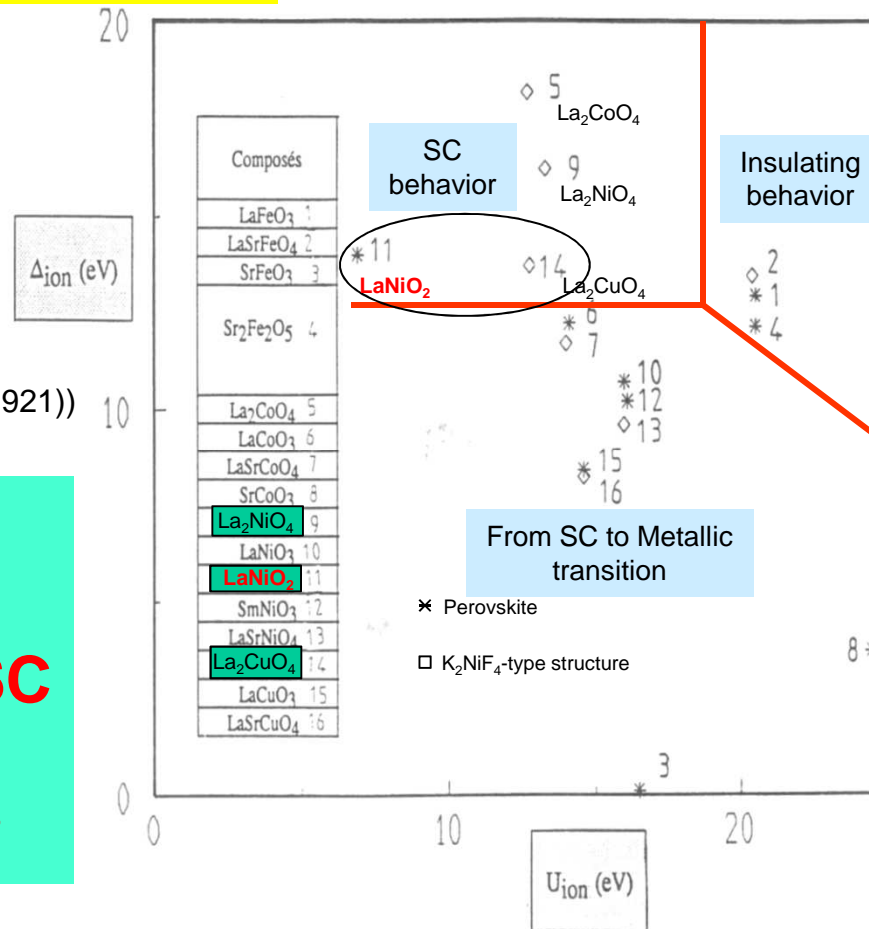 20
5
La₂CoO₄
SC
behavior
Insulating
behavior
9
La₂NiO₄
Composés
LaFeO₃ 1
LaSrFeO₄ 2
SrFeO₃ 3
Sr₂Fe₂O₅ 4
La₂CoO₄ 5
LaCoO₃ 6
LaSrCoO₄ 7
SrCoO₃ 8
La₂NiO₄ 9
LaNiO₃ 10
LaNiO₂ 11
SmNiO₃ 12
LaSrNiO₄ 13
La₂CuO₄ 14
LaCuO₃ 15
LaSrCuO₄ 16
Δion (eV)
11
LaNiO₂
14
La₂CuO₄
2
1
4
6
7
921))
10
10
12
13
15
16
From SC to Metallic
transition
Perovskite
K₂NiF₄-type structure
SC
8
3
0
0
10
20
Uion (eV)